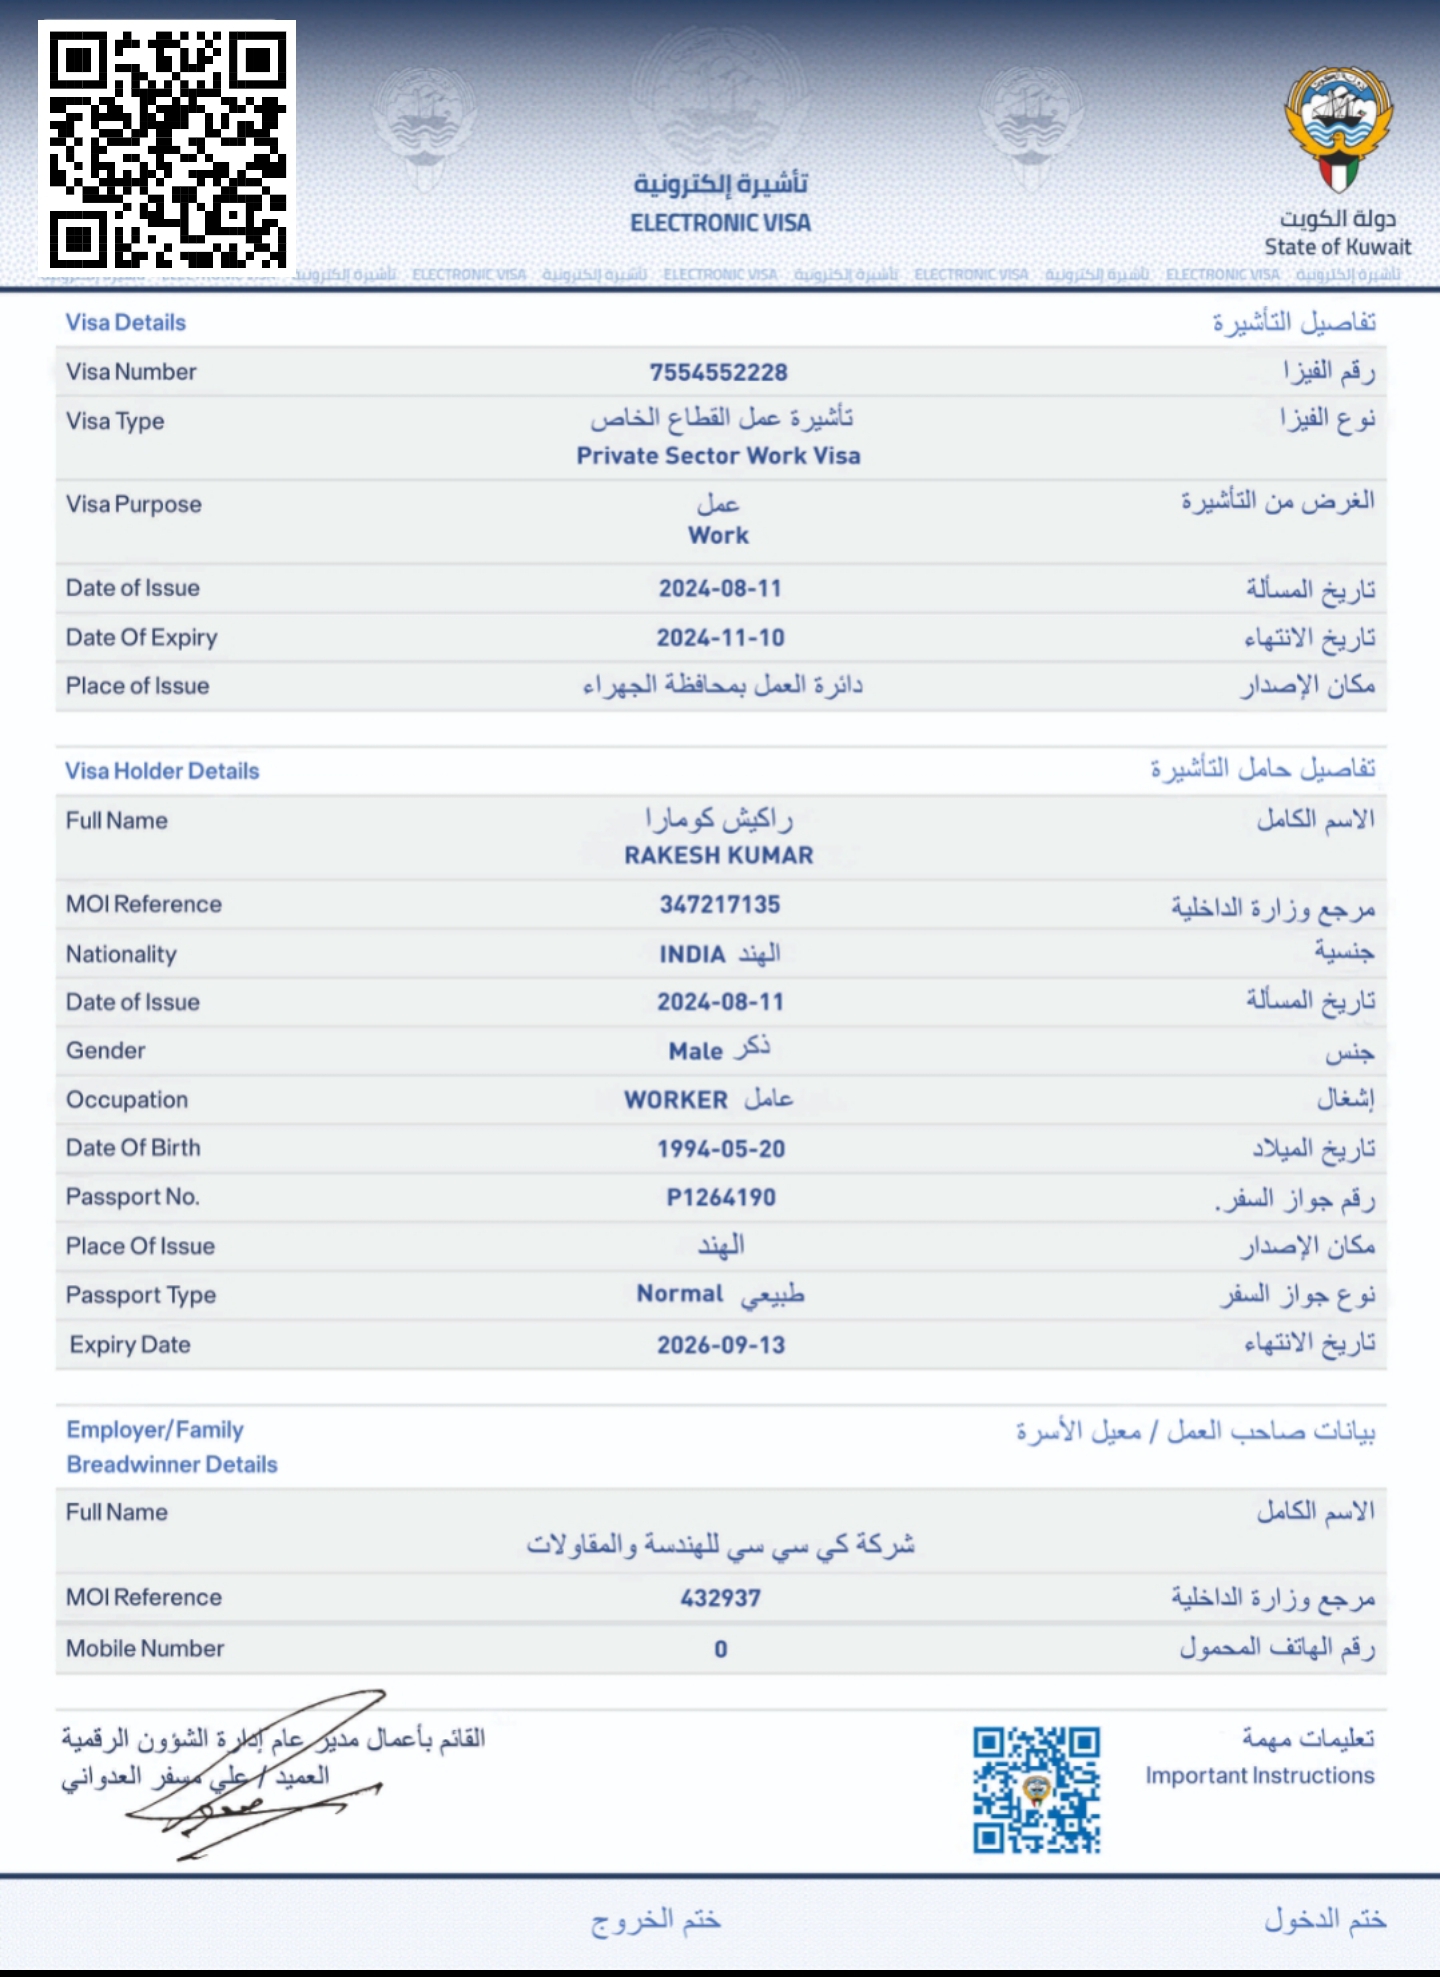 تأشيرة إلكترونية
ELECTRONIC VISA
دولة الكويت
State of Kuwait
تأشيرة إلكترونية ELECTRONIC VISA تأشيرة إلكترونية ELECTRONIC VISA تأشيرة إلكترونية ELECTRONIC VISA تأشيرة إلكترونية ELECTRONIC VISA تأشيرة إلكترونية
Visa Details تفاصيل التأشيرة
Visa Number 7554552228 رقم الفيزا
Visa Type تأشيرة عمل القطاع الخاص نوع الفيزا
Private Sector Work Visa
Visa Purpose عمل الغرض من التأشيرة
Work
Date of Issue 2024-08-11 تاريخ المسألة
Date Of Expiry 2024-11-10 تاريخ الانتهاء
Place of Issue دائرة العمل بمحافظة الجهراء مكان الإصدار
Visa Holder Details تفاصيل حامل التأشيرة
Full Name راكيش كومارا الاسم الكامل
RAKESH KUMAR
MOI Reference 347217135 مرجع وزارة الداخلية
Nationality INDIA الهند جنسية
Date of Issue 2024-08-11 تاريخ المسألة
Gender Male ذكر جنس
Occupation WORKER عامل إشغال
Date Of Birth 1994-05-20 تاريخ الميلاد
Passport No. P1264190 رقم جواز السفر.
Place Of Issue الهند مكان الإصدار
Passport Type Normal طبيعي نوع جواز السفر
Expiry Date 2026-09-13 تاريخ الانتهاء
Employer/Family بيانات صاحب العمل / معيل الأسرة
Breadwinner Details
Full Name الاسم الكامل
شركة كي سي سي للهندسة والمقاولات
MOI Reference 432937 مرجع وزارة الداخلية
Mobile Number 0 رقم الهاتف المحمول
القائم بأعمال مدير عام إدارة الشؤون الرقمية
العميد / علي مسفر العدواني
تعليمات مهمة
Important Instructions
ختم الدخول
ختم الخروج